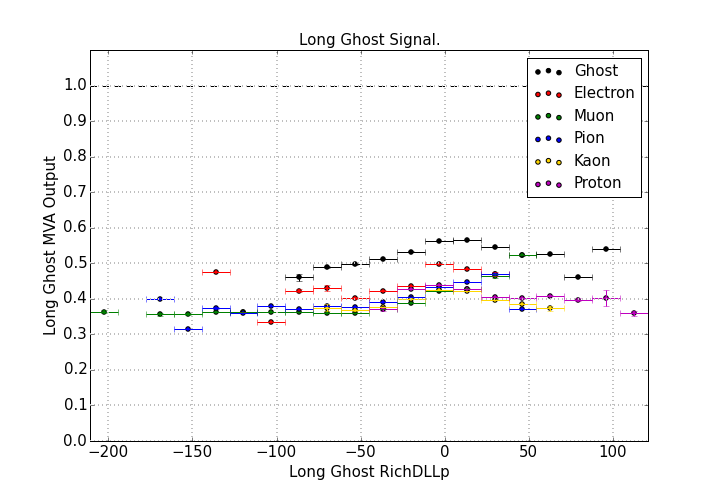 Long Ghost Signal.
Long Ghost MVA Output
1.0
0.9
0.8
0.7
0.6
0.5
0.4
0.3
0.2
0.1
0.0
Ghost
Electron
Muon
Pion
Kaon
Proton
−200 −150 −100 −50 0 50 100
Long Ghost RichDLLp